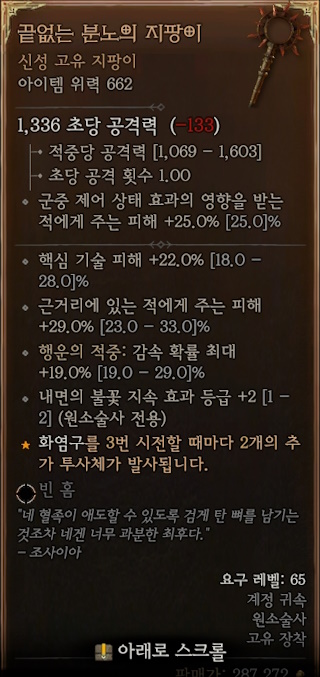 끝없는 분노의 지팡이
신성 고유 지팡이
아이템 위력 662
1,336 초당 공격력 (-133)
적중당 공격력 [1,069 - 1,603]
초당 공격 횟수 1.00
군중 제어 상태 효과의 영향을 받는
적에게 주는 피해 +25.0% [25.0]%
핵심 기술 피해 +22.0% [18.0 -
28.0]%
근거리에 있는 적에게 주는 피해
+29.0% [23.0 - 33.0]%
행운의 적중: 감속 확률 최대
+19.0% [19.0 - 29.0]%
내면의 불꽃 지속 효과 등급 +2 [1 -
2] (원소술사 전용)
화염구를 3번 시전할 때마다 2개의 추
가 투사체가 발사됩니다.
빈 홈
"네 혈족이 애도할 수 있도록 검게 탄 뼈를 남기는
것조차 네겐 너무 과분한 최후다."
- 조사이아
요구 레벨: 65
계정 귀속
원소술사
고유 장착
아래로 스크롤
판매가: 287,272